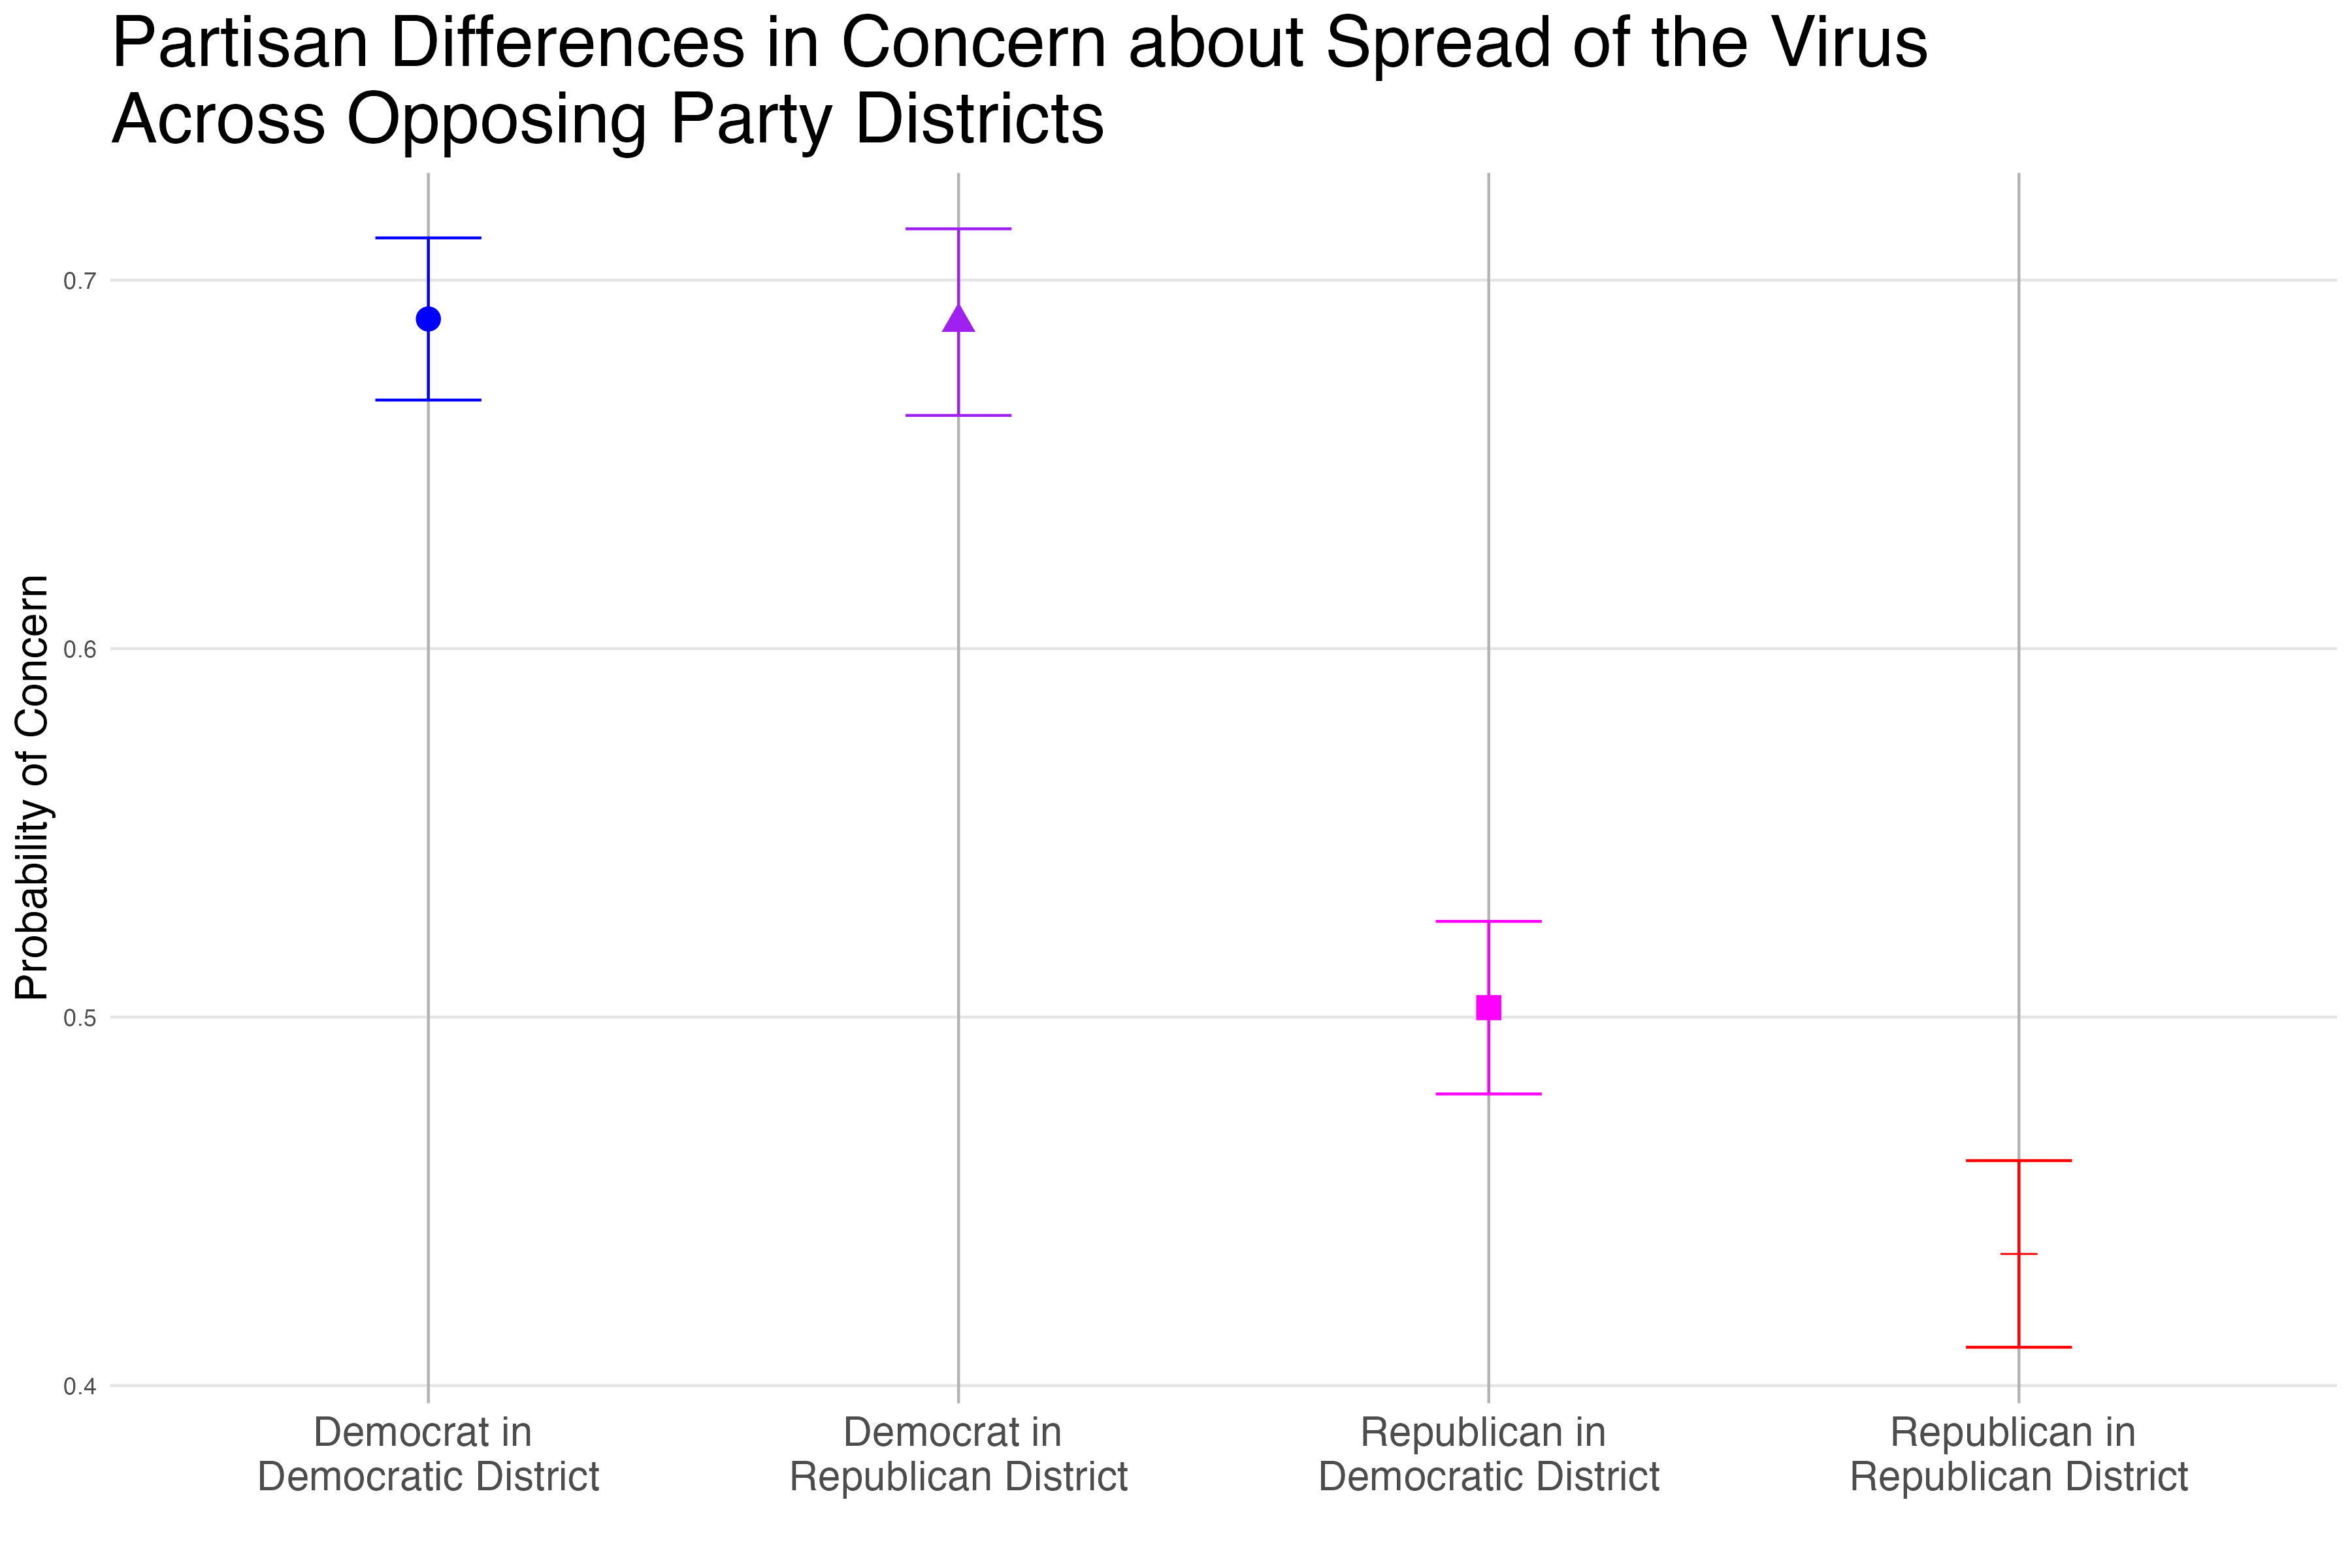 Partisan Differences in Concern about Spread of the Virus
Across Opposing Party Districts
Probability of Concern
0.7
0.6
0.5
0.4
Democrat in
Democratic District
Democrat in
Republican District
Republican in
Democratic District
Republican in
Republican District